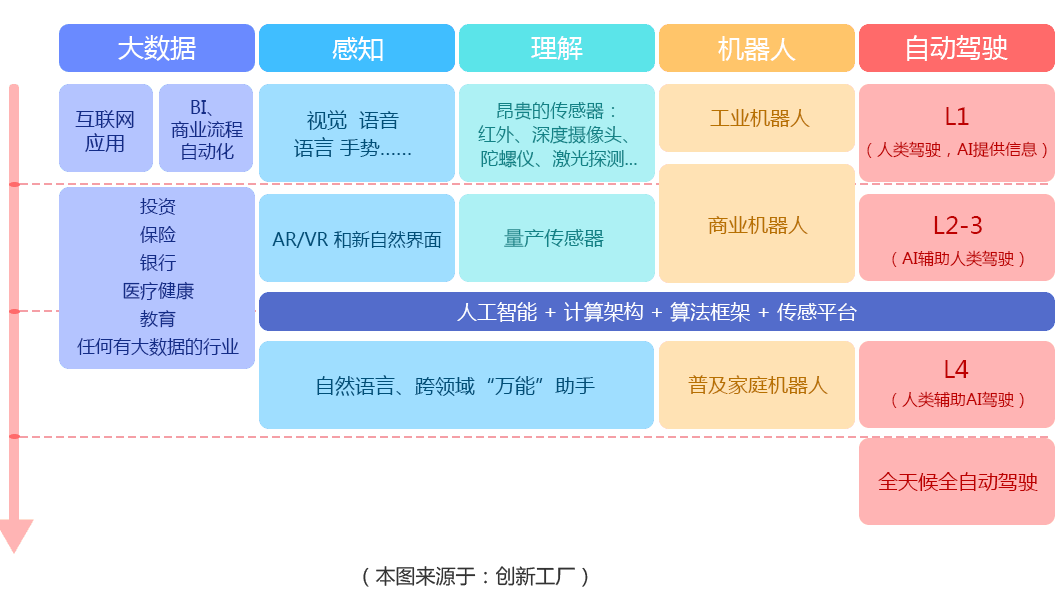 大数据
感知
理解
机器人
自动驾驶
互联网
应用
BI、
商业流程
自动化
视觉 语音
语言 手势......
昂贵的传感器：
红外、深度摄像头、
陀螺仪、激光探测...
工业机器人
L1
（人类驾驶，AI提供信息）
投资
保险
银行
医疗健康
教育
任何有大数据的行业
AR/VR 和新自然界面
量产传感器
商业机器人
L2-3
（AI辅助人类驾驶）
人工智能 + 计算架构 + 算法框架 + 传感平台
自然语言、跨领域“万能”助手
普及家庭机器人
L4
（人类辅助AI驾驶）
全天候全自动驾驶
（本图来源于：创新工厂）